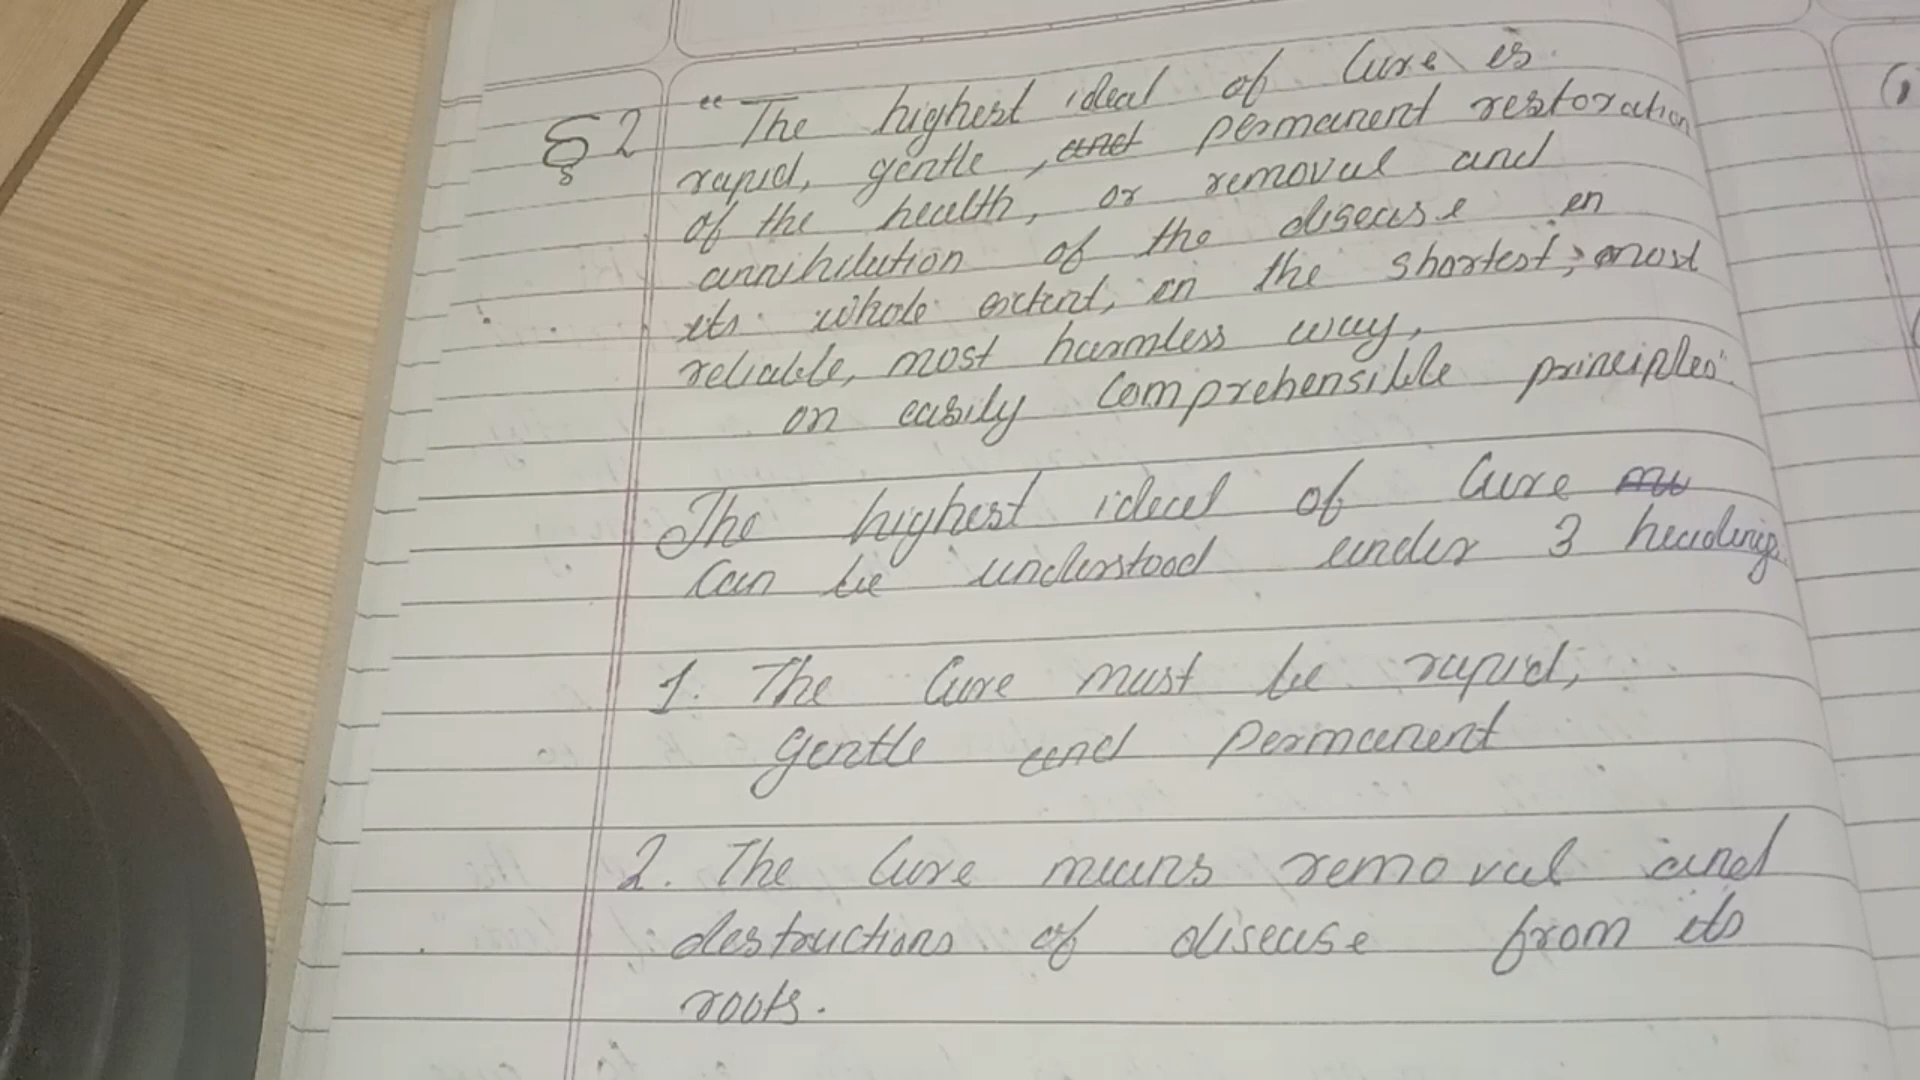 §2 "The highest ideal of Cure is
rapid, gentle, and permanent restoration
of the health, or removal and
annihilation of the disease in
its whole extent, in the shortest, most
reliable, most harmless way,
on easily Comprehensible principles".
The highest ideal of Cure
Can be understood under 3 headings
1. The Cure must be rapid,
gentle and permanent
2. The Cure means removal and
destructions of disease from its
roots.